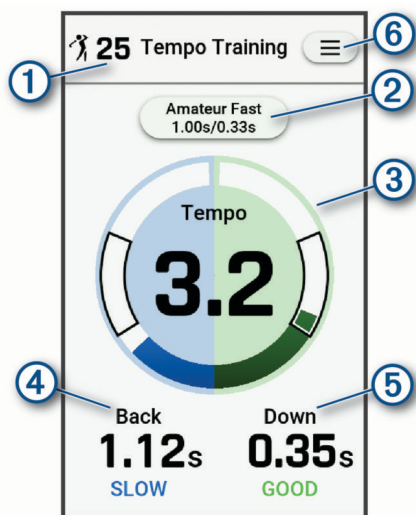 25 Tempo Training
Amateur Fast
1.00s/0.33s
Tempo
3.2
Back
1.12s
SLOW
Down
0.35s
GOOD
1
2
3
4
5
6